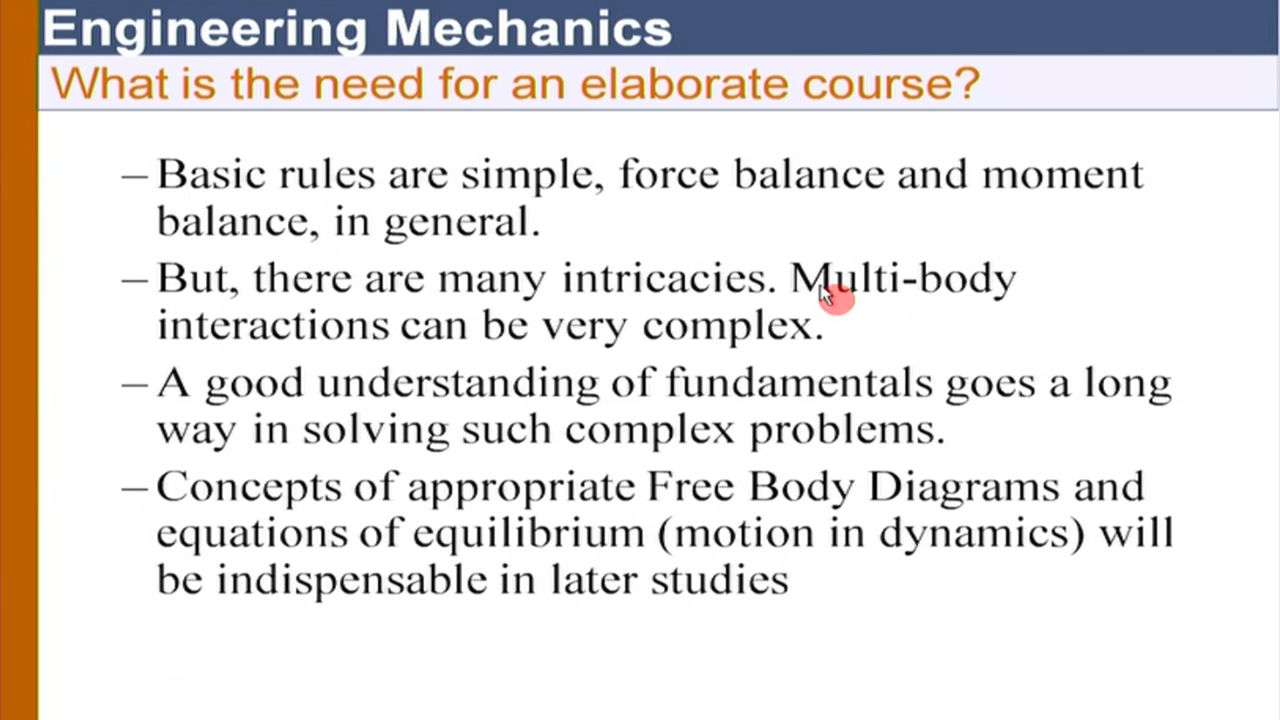 Engineering Mechanics
What is the need for an elaborate course?
– Basic rules are simple, force balance and moment
balance, in general.
– But, there are many intricacies. Multi-body
interactions can be very complex.
– A good understanding of fundamentals goes a long
way in solving such complex problems.
– Concepts of appropriate Free Body Diagrams and
equations of equilibrium (motion in dynamics) will
be indispensable in later studies